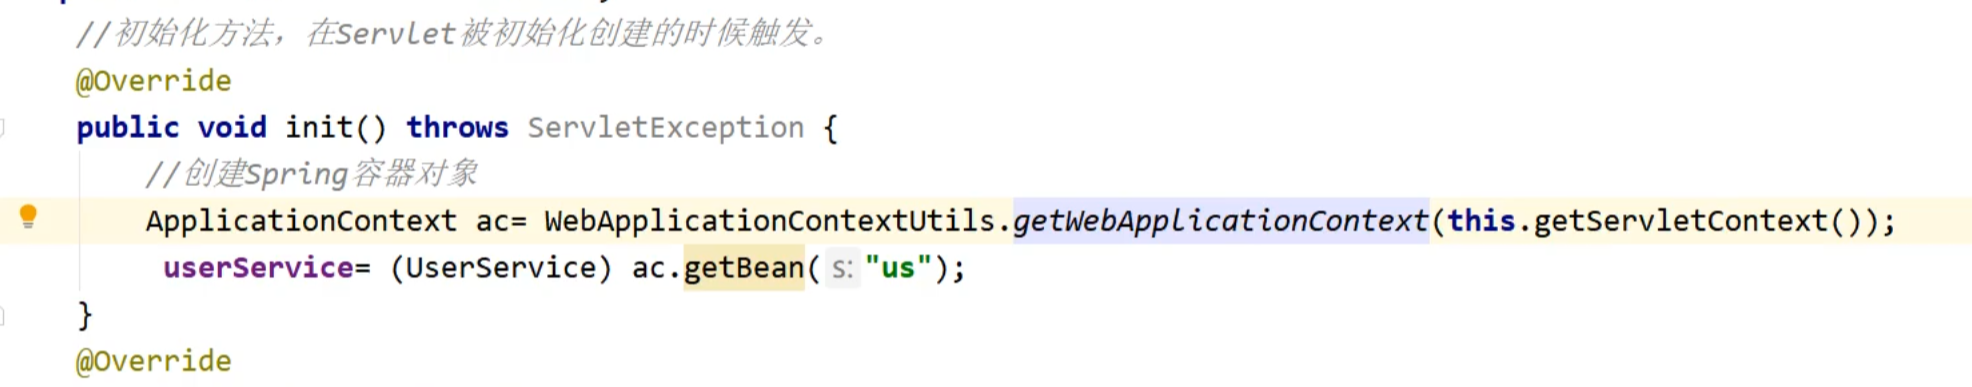 //初始化方法，在Servlet被初始化创建的时候触发。
@Override
public void init() throws ServletException {
//创建Spring容器对象
ApplicationContext ac= WebApplicationContextUtils.getWebApplicationContext(this.getServletContext());
userService= (UserService) ac.getBean( s: "us");
}
@Override